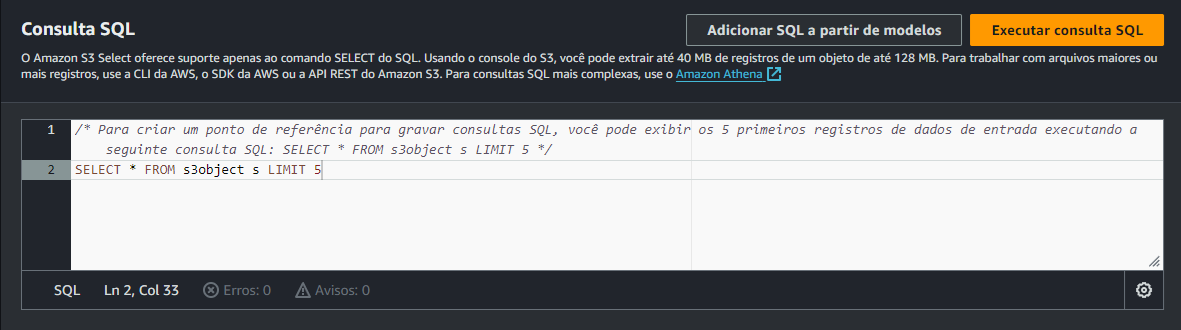 Consulta SQL
Adicionar SQL a partir de modelos
Executar consulta SQL
O Amazon S3 Select oferece suporte apenas ao comando SELECT do SQL. Usando o console do S3, você pode extrair até 40 MB de registros de um objeto de até 128 MB. Para trabalhar com arquivos maiores ou
mais registros, use a CLI da AWS, o SDK da AWS ou a API REST do Amazon S3. Para consultas SQL mais complexas, use o Amazon Athena
1 /* Para criar um ponto de referência para gravar consultas SQL, você pode exibir os 5 primeiros registros de dados de entrada executando a
seguinte consulta SQL: SELECT * FROM s3object s LIMIT 5 */
2 SELECT * FROM s3object s LIMIT 5
SQL Ln 2, Col 33 Erros: 0 Avisos: 0